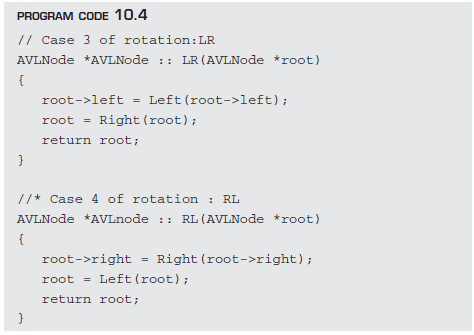 PROGRAM CODE 10.4
// Case 3 of rotation:LR
AVLNode *AVLNode :: LR(AVLNode *root)
{
root->left = Left(root->left);
root = Right(root);
return root;
}
//* Case 4 of rotation : RL
AVLNode *AVLnode :: RL(AVLNode *root)
{
root->right = Right(root->right);
root = Left(root);
return root;
}